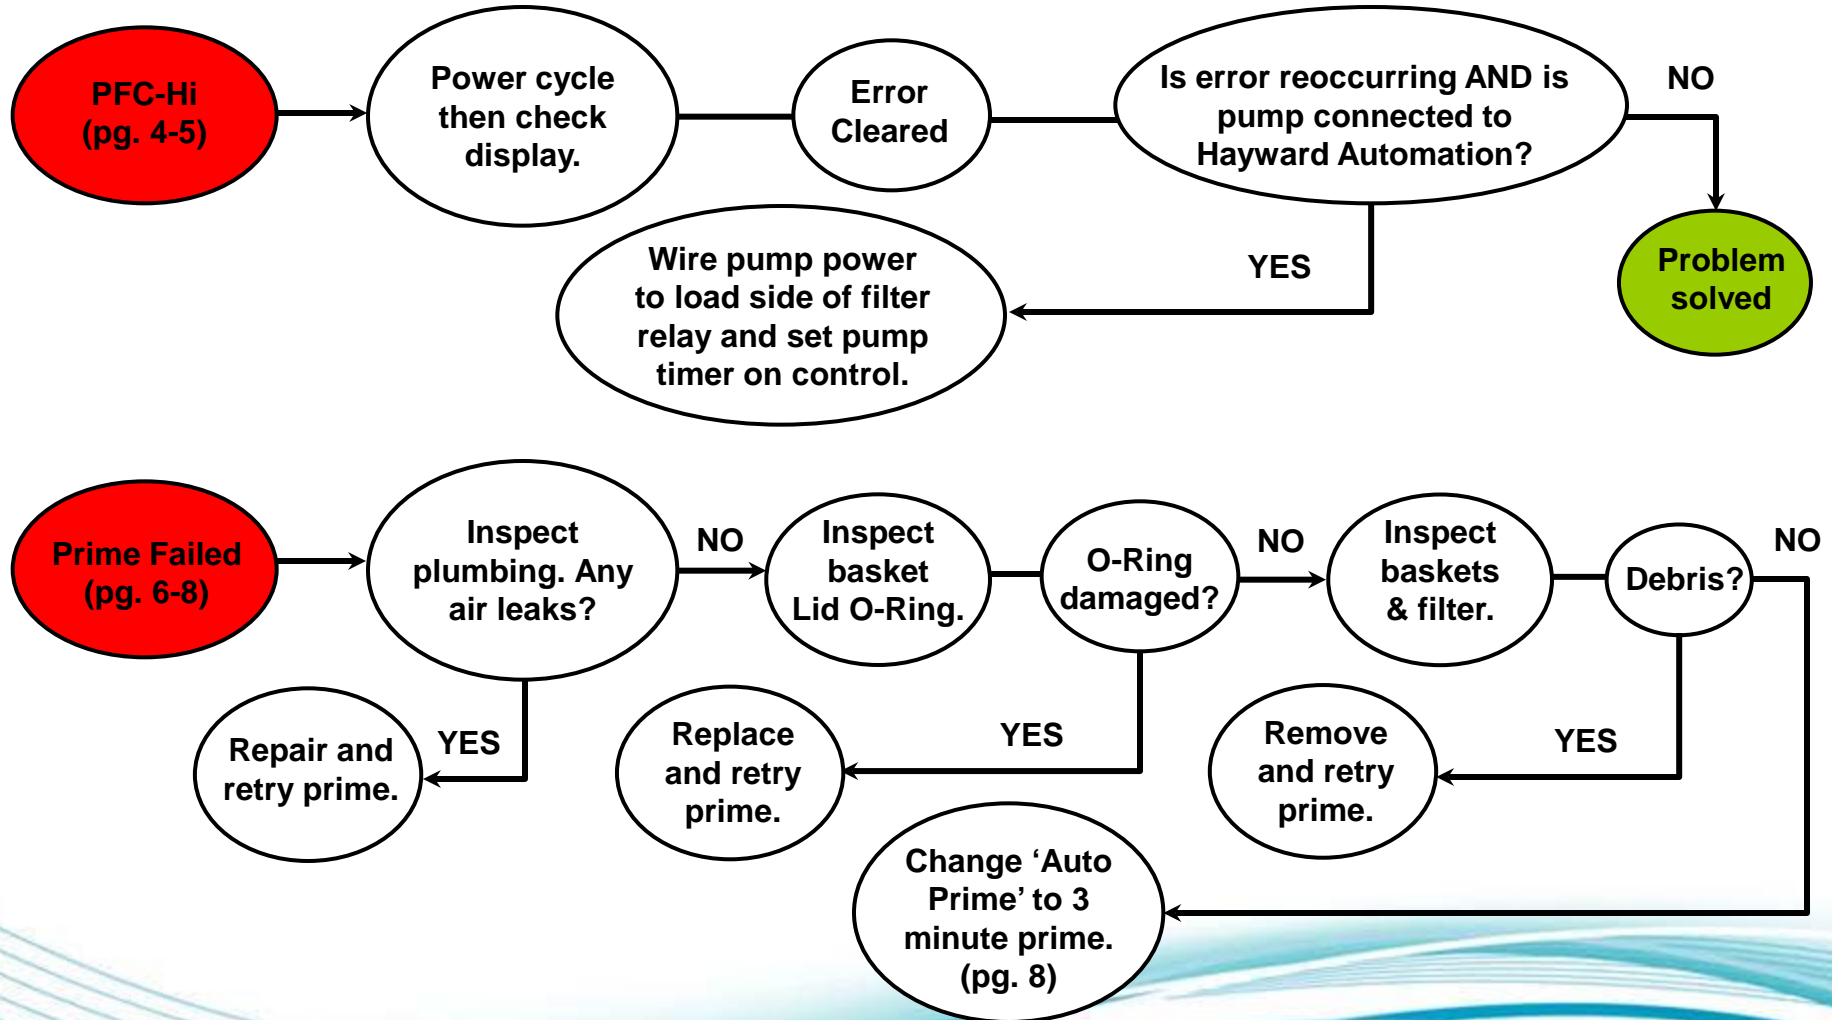 PFC-Hi
(pg. 4-5)
Power cycle
then check
display.
Error
Cleared
Is error reoccurring AND is
pump connected to
Hayward Automation?
NO
Problem
solved
YES
Wire pump power
to load side of filter
relay and set pump
timer on control.
Prime Failed
(pg. 6-8)
Inspect
plumbing. Any
air leaks?
NO
Inspect
basket
Lid O-Ring.
O-Ring
damaged?
NO
Inspect
baskets
& filter.
Debris?
NO
YES
Repair and
retry prime.
YES
Replace
and retry
prime.
YES
Remove
and retry
prime.
Change ‘Auto
Prime’ to 3
minute prime.
(pg. 8)